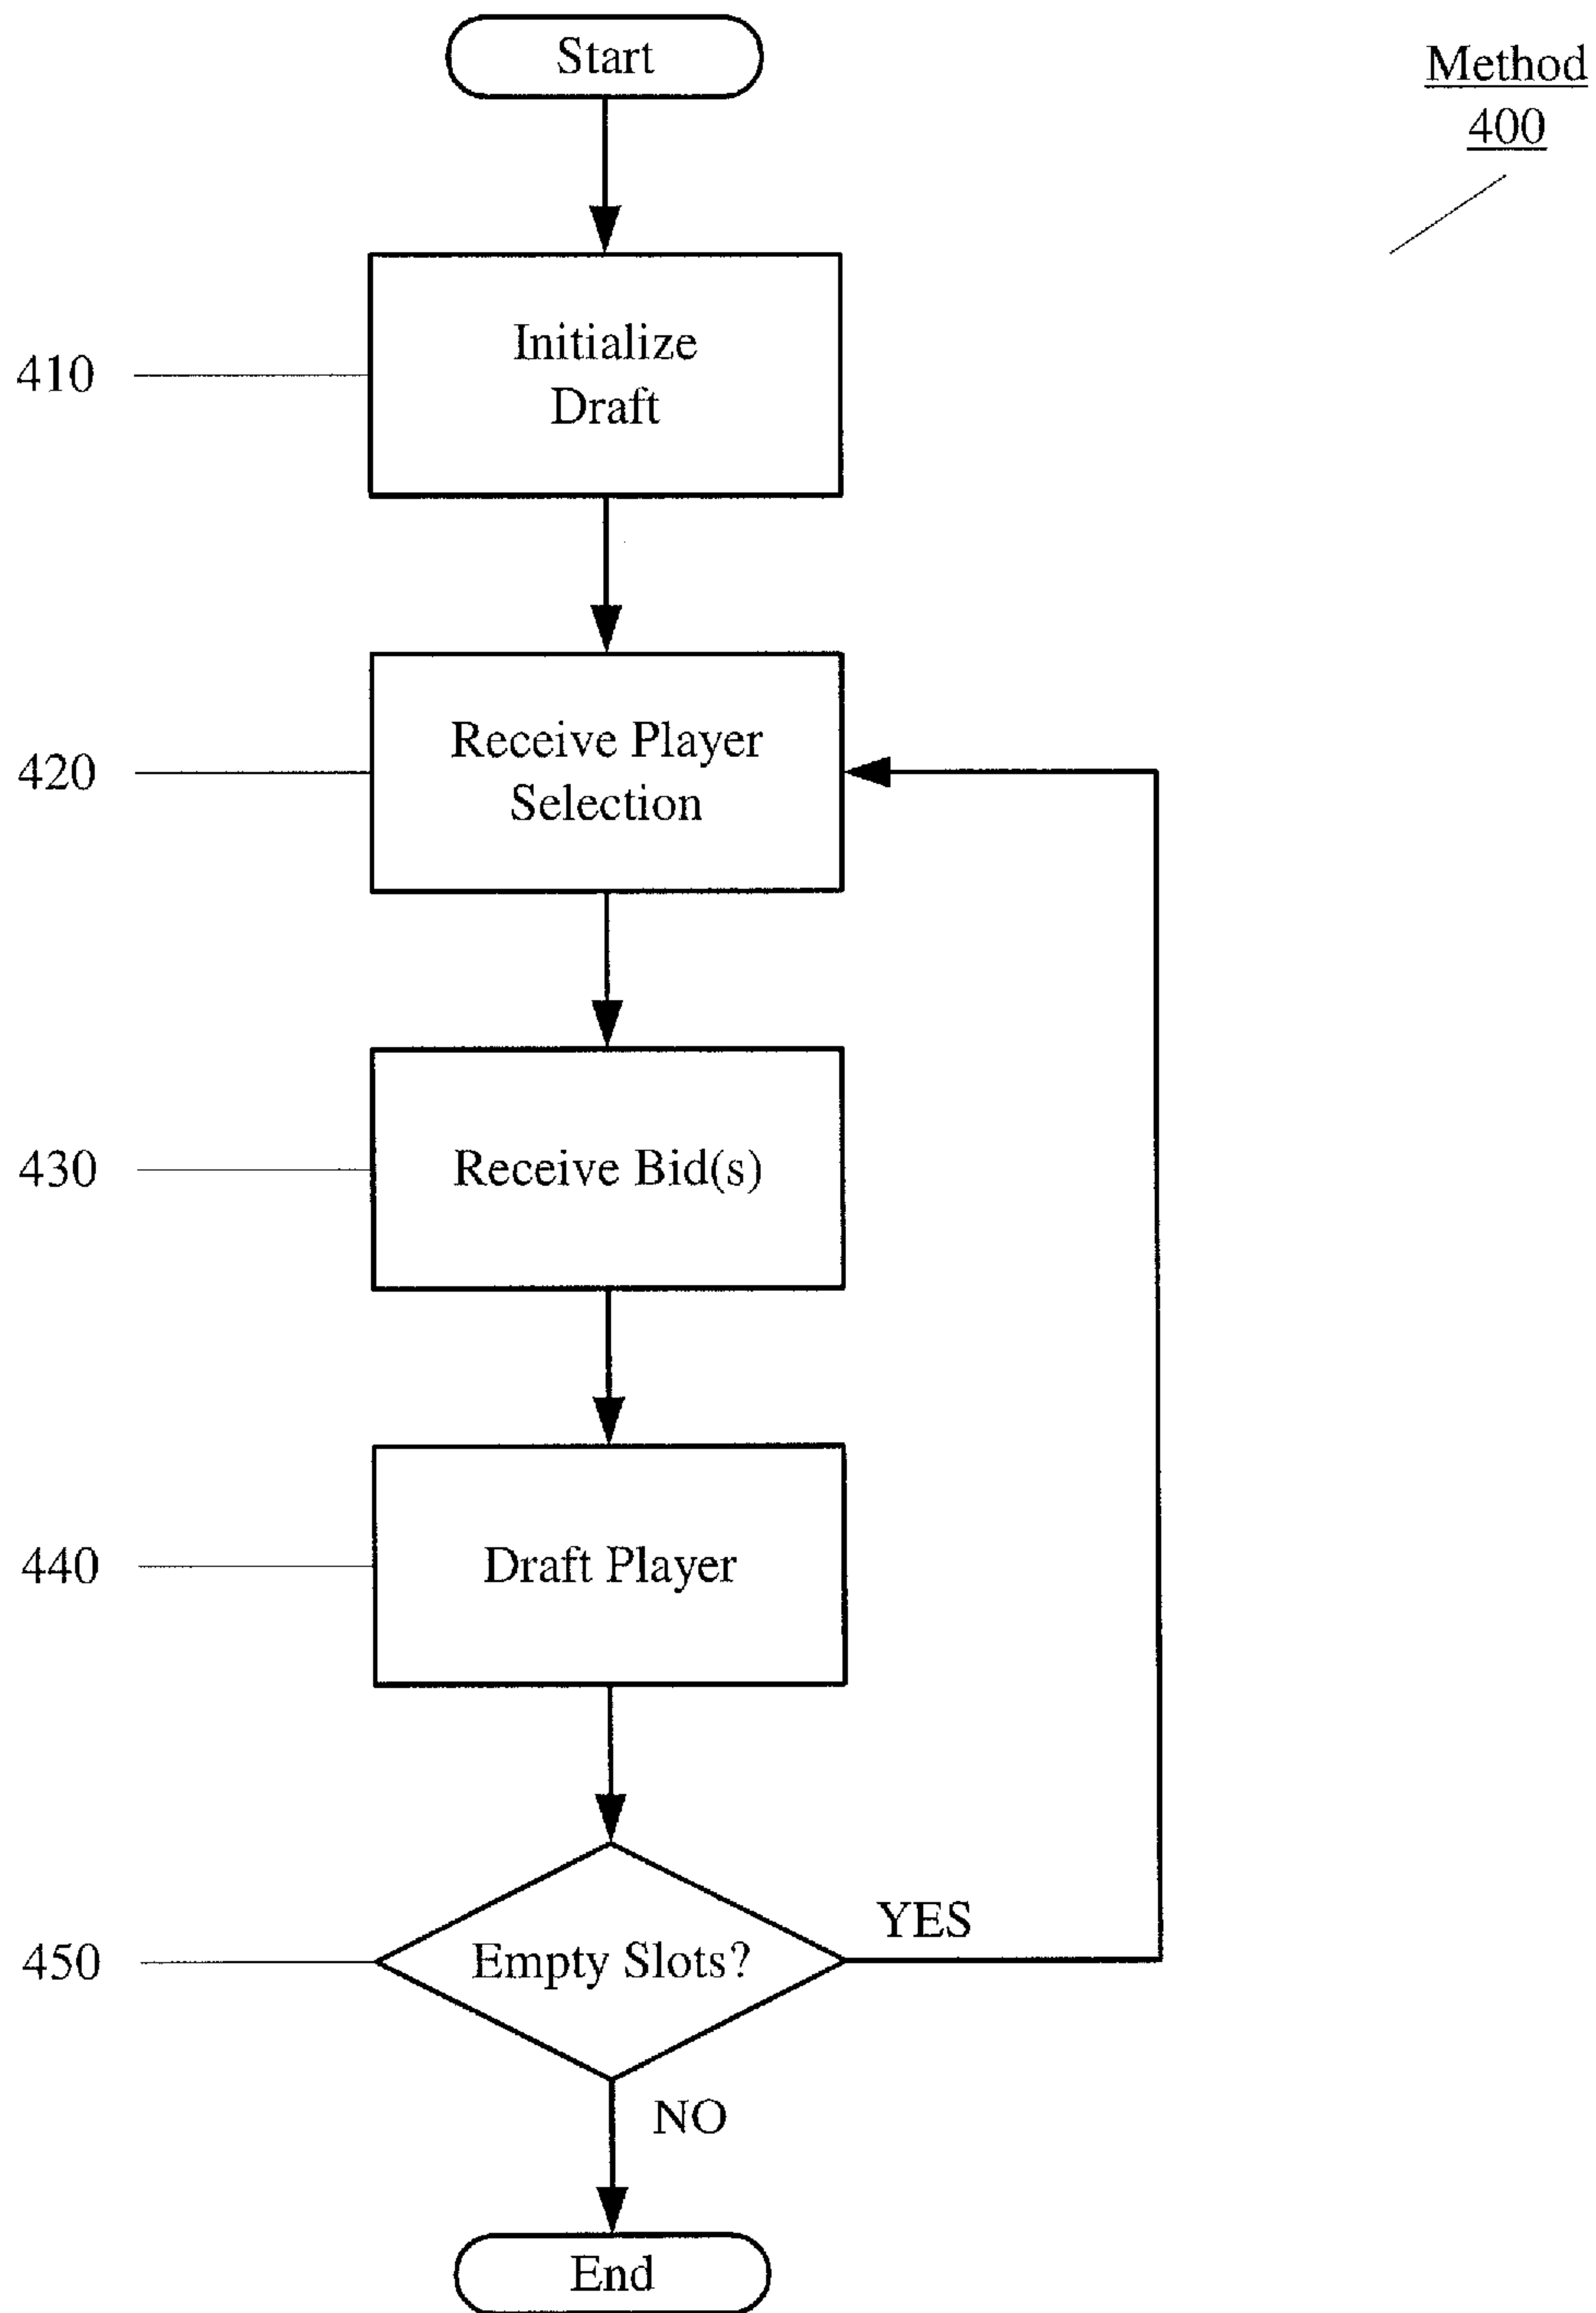 Start
Method
400
410
Initialize
Draft
420
Receive Player
Selection
430
Receive Bid(s)
440
Draft Player
450
Empty Slots?
YES
NO
End